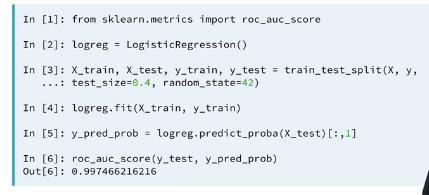 In [1]: from sklearn.metrics import roc_auc_score
In [2]: logreg = LogisticRegression()
In [3]: X_train, X_test, y_train, y_test = train_test_split(X, y,
...: test_size=0.4, random_state=42)
In [4]: logreg.fit(X_train, y_train)
In [5]: y_pred_prob = logreg.predict_proba(X_test)[:,1]
In [6]: roc_auc_score(y_test, y_pred_prob)
Out[6]: 0.997466216216